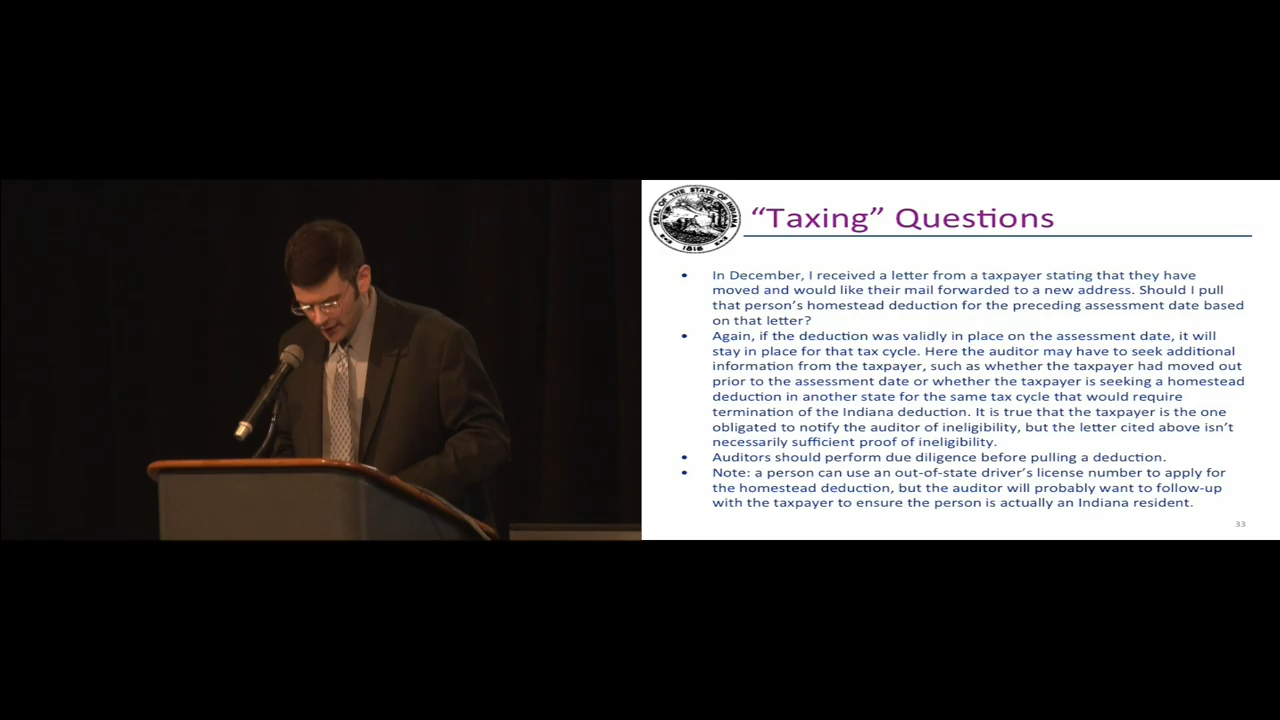 SEAL OF THE STATE OF INDIANA
1816
“Taxing” Questions
• In December, I received a letter from a taxpayer stating that they have
moved and would like their mail forwarded to a new address. Should I pull
that person’s homestead deduction for the preceding assessment date based
on that letter?
• Again, if the deduction was validly in place on the assessment date, it will
stay in place for that tax cycle. Here the auditor may have to seek additional
information from the taxpayer, such as whether the taxpayer had moved out
prior to the assessment date or whether the taxpayer is seeking a homestead
deduction in another state for the same tax cycle that would require
termination of the Indiana deduction. It is true that the taxpayer is the one
obligated to notify the auditor of ineligibility, but the letter cited above isn’t
necessarily sufficient proof of ineligibility.
• Auditors should perform due diligence before pulling a deduction.
• Note: a person can use an out-of-state driver’s license number to apply for
the homestead deduction, but the auditor will probably want to follow-up
with the taxpayer to ensure the person is actually an Indiana resident.
33